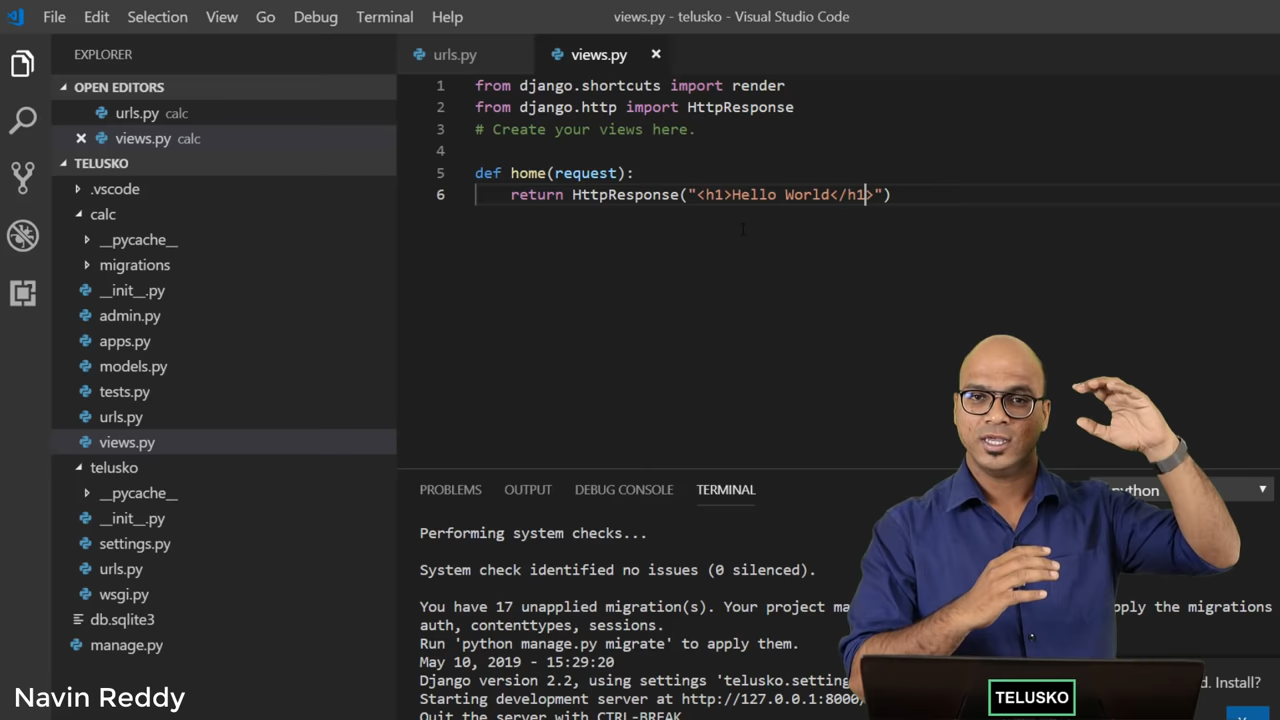 File Edit Selection View Go Debug Terminal Help
views.py - telusko - Visual Studio Code
EXPLORER
OPEN EDITORS
urls.py calc
views.py calc
TELUSKO
.vscode
calc
__pycache__
migrations
__init__.py
admin.py
apps.py
models.py
tests.py
urls.py
views.py
telusko
__pycache__
__init__.py
settings.py
urls.py
wsgi.py
db.sqlite3
manage.py
urls.py
views.py
1 from django.shortcuts import render
2 from django.http import HttpResponse
3 # Create your views here.
4
5 def home(request):
6 return HttpResponse("<h1>Hello World</h1>")
PROBLEMS OUTPUT DEBUG CONSOLE TERMINAL
python
Performing system checks...
System check identified no issues (0 silenced).
You have 17 unapplied migration(s). Your project ply the migrations
auth, contenttypes, sessions.
Run 'python manage.py migrate' to apply them.
May 10, 2019 - 15:29:20
Django version 2.2, using settings 'telusko.setting
Starting development server at http://127.0.0.1:8000/
Quit the server with CTRL-BREAK.
d. Install?
TELUSKO
Navin Reddy